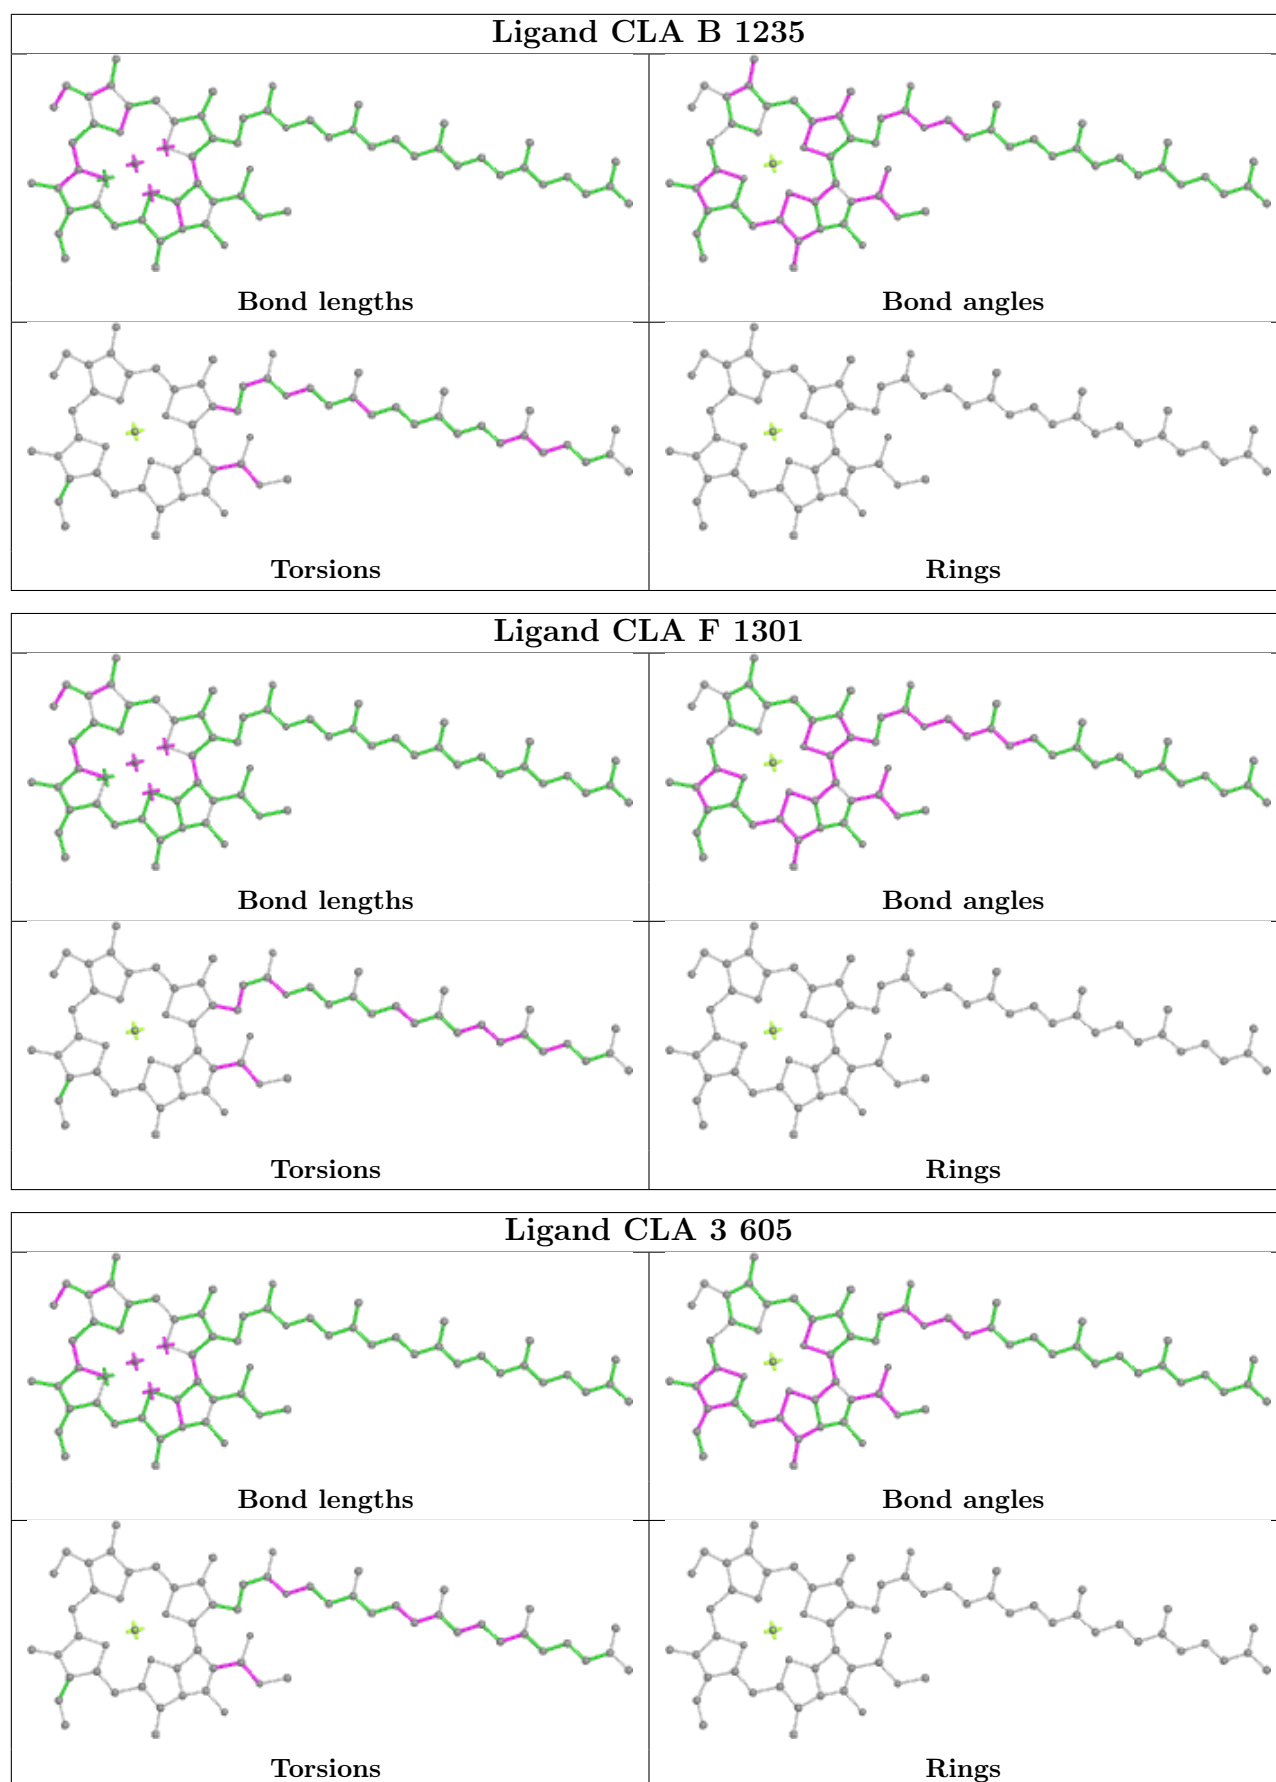 Ligand CLA B 1235
Bond lengths
Bond angles
Torsions
Rings
Ligand CLA F 1301
Bond lengths
Bond angles
Torsions
Rings
Ligand CLA 3 605
Bond lengths
Bond angles
Torsions
Rings